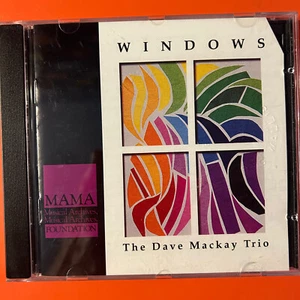 WINDOWS
MAMA
FOUNDATION
The Dave Mackay Trio